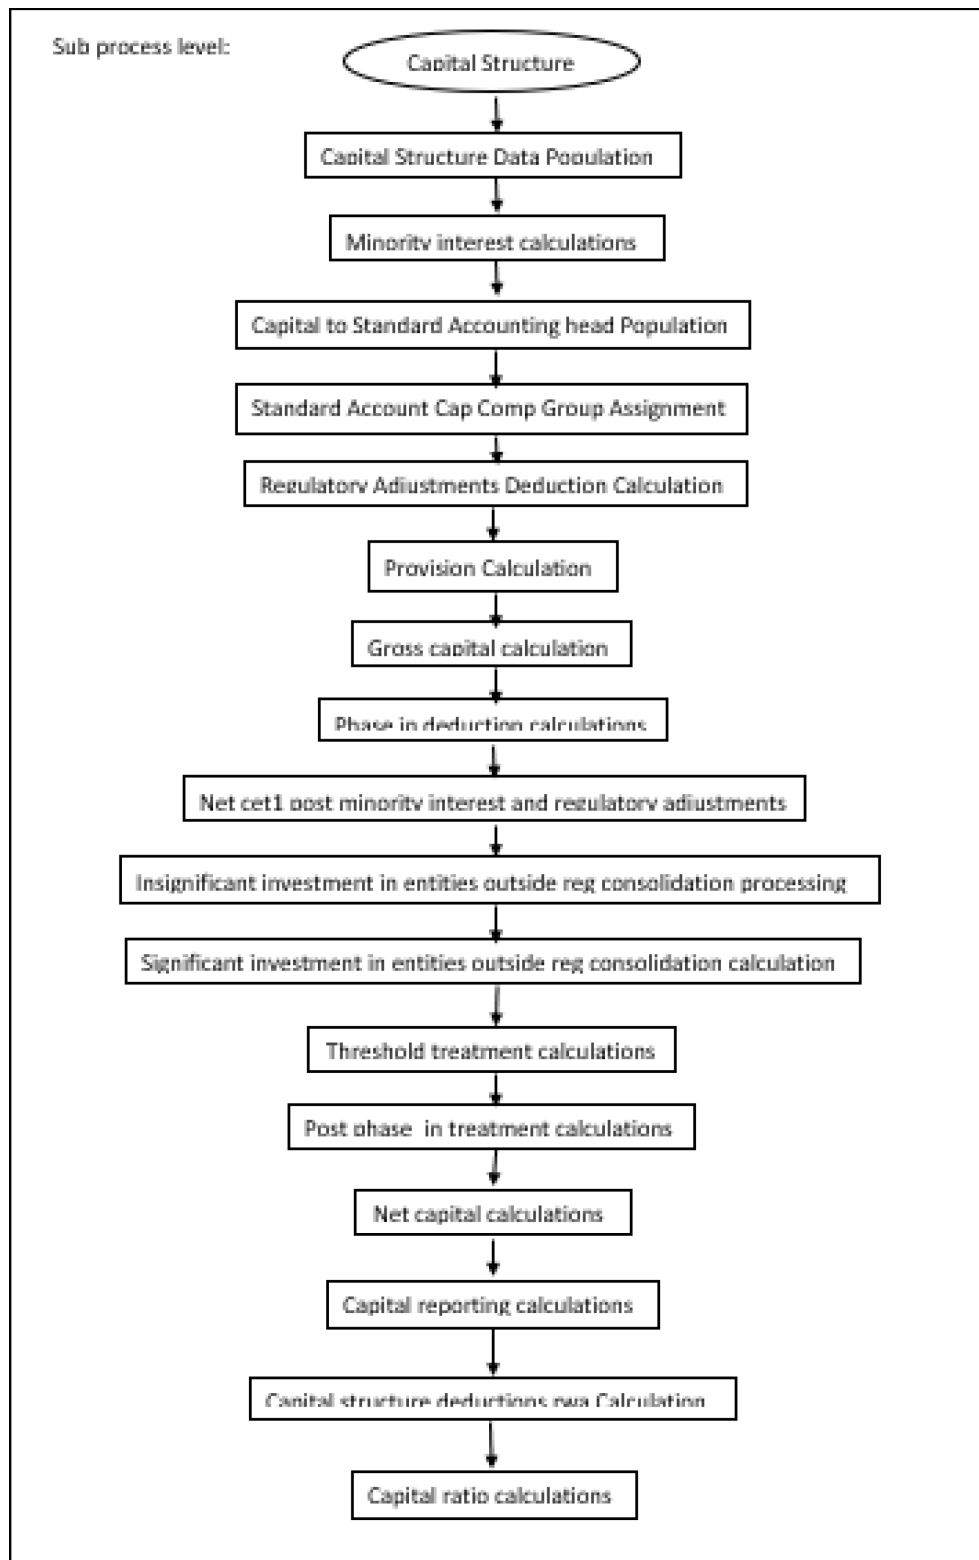 Sub process level:
Capital Structure
Capital Structure Data Population
Minority interest calculations
Capital to Standard Accounting head Population
Standard Account Cap Comp Group Assignment
Regulatory Adjustments Deduction Calculation
Provision Calculation
Gross capital calculation
Phase in deduction calculations
Net cet1 post minority interest and regulatory adjustments
Insignificant investment in entities outside reg consolidation processing
Significant investment in entities outside reg consolidation calculation
Threshold treatment calculations
Post phase in treatment calculations
Net capital calculations
Capital reporting calculations
Capital structure deductions rwa Calculation
Capital ratio calculations